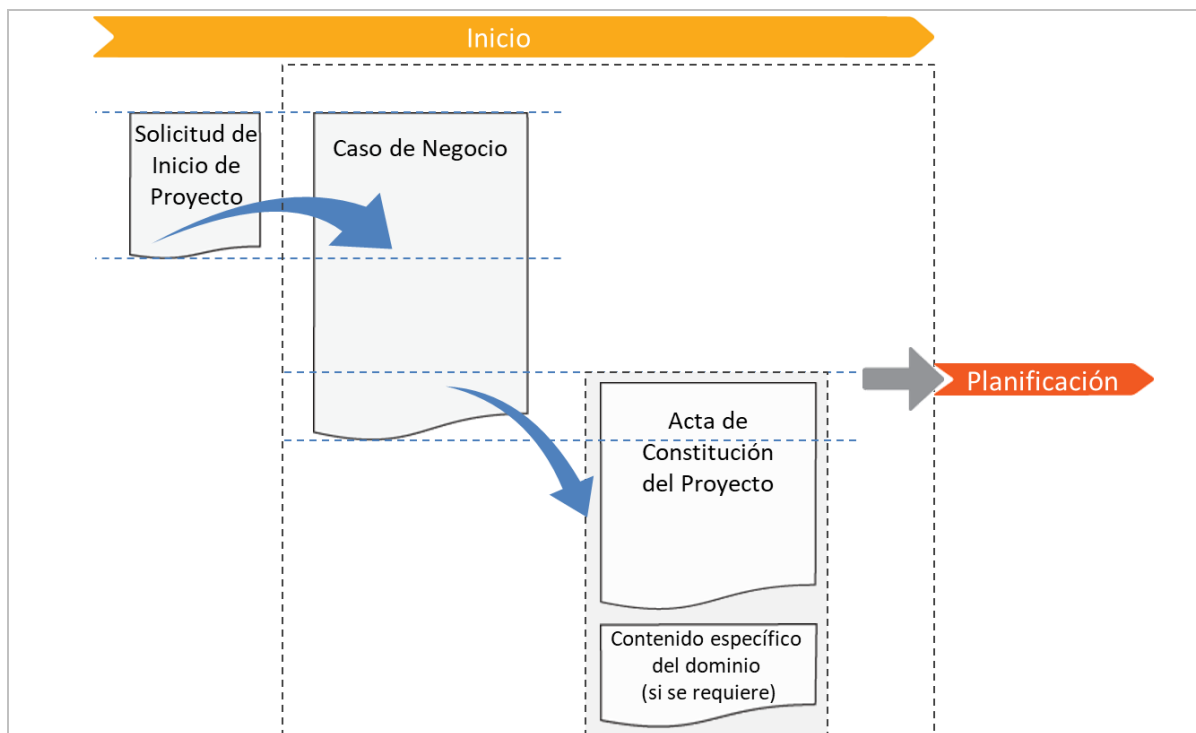 Inicio
Solicitud de
Inicio de
Proyecto
Caso de Negocio
Planificación
Acta de
Constitución
del Proyecto
Contenido específico
del dominio
(si se requiere)